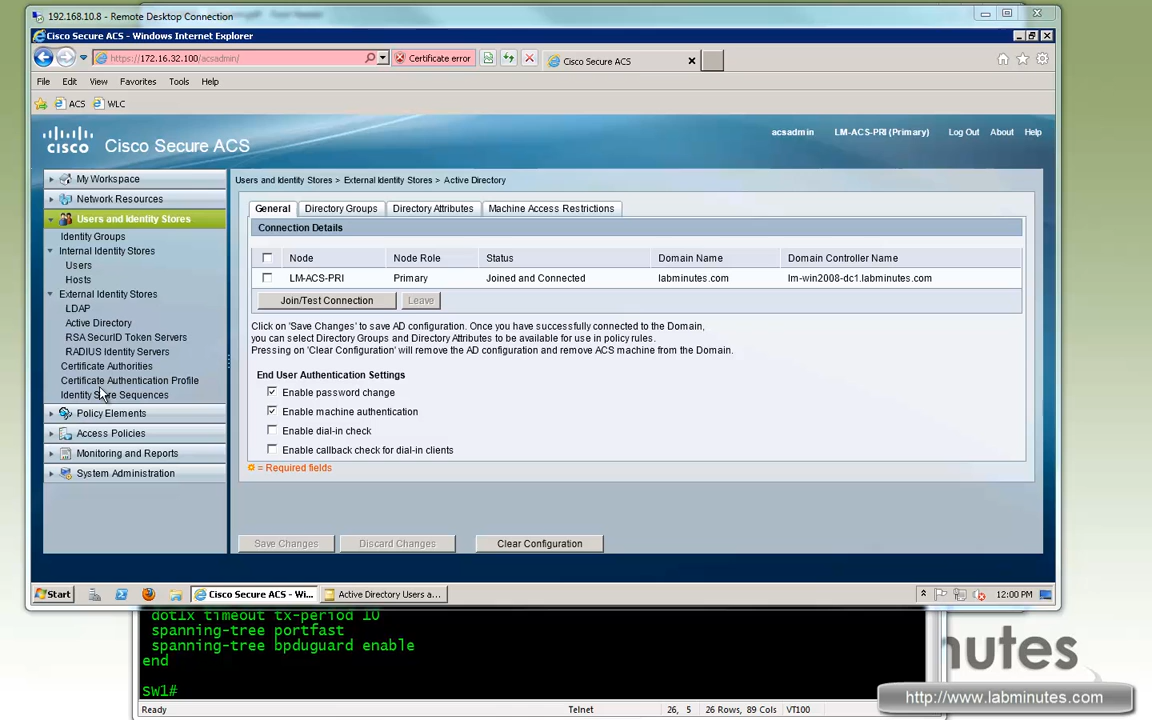 192.168.10.8 - Remote Desktop Connection
Cisco Secure ACS - Windows Internet Explorer
https://172.16.32.100/acsadmin/
Certificate error
Cisco Secure ACS
File Edit View Favorites Tools Help
ACS WLC
cisco Cisco Secure ACS
acsadmin LM-ACS-PRI (Primary) Log Out About Help
My Workspace
Network Resources
Users and Identity Stores
Identity Groups
Internal Identity Stores
Users
Hosts
External Identity Stores
LDAP
Active Directory
RSA SecurID Token Servers
RADIUS Identity Servers
Certificate Authorities
Certificate Authentication Profile
Identity Store Sequences
Policy Elements
Access Policies
Monitoring and Reports
System Administration
Users and Identity Stores > External Identity Stores > Active Directory
General Directory Groups Directory Attributes Machine Access Restrictions
Connection Details
Node Node Role Status Domain Name Domain Controller Name
LM-ACS-PRI Primary Joined and Connected labminutes.com lm-win2008-dc1.labminutes.com
Join/Test Connection Leave
Click on 'Save Changes' to save AD configuration. Once you have successfully connected to the Domain,
you can select Directory Groups and Directory Attributes to be available for use in policy rules.
Pressing on 'Clear Configuration' will remove the AD configuration and remove ACS machine from the Domain.
End User Authentication Settings
Enable password change
Enable machine authentication
Enable dial-in check
Enable callback check for dial-in clients
= Required fields
Save Changes Discard Changes Clear Configuration
Start Cisco Secure ACS - Wi... Active Directory Users a... 12:00 PM
dot1x timeout tx-period 10
spanning-tree portfast
spanning-tree bpduguard enable
end
sw1#
Ready Telnet 26, 5 26 Rows, 89 Cols VT100
nutes
http://www.labminutes.com